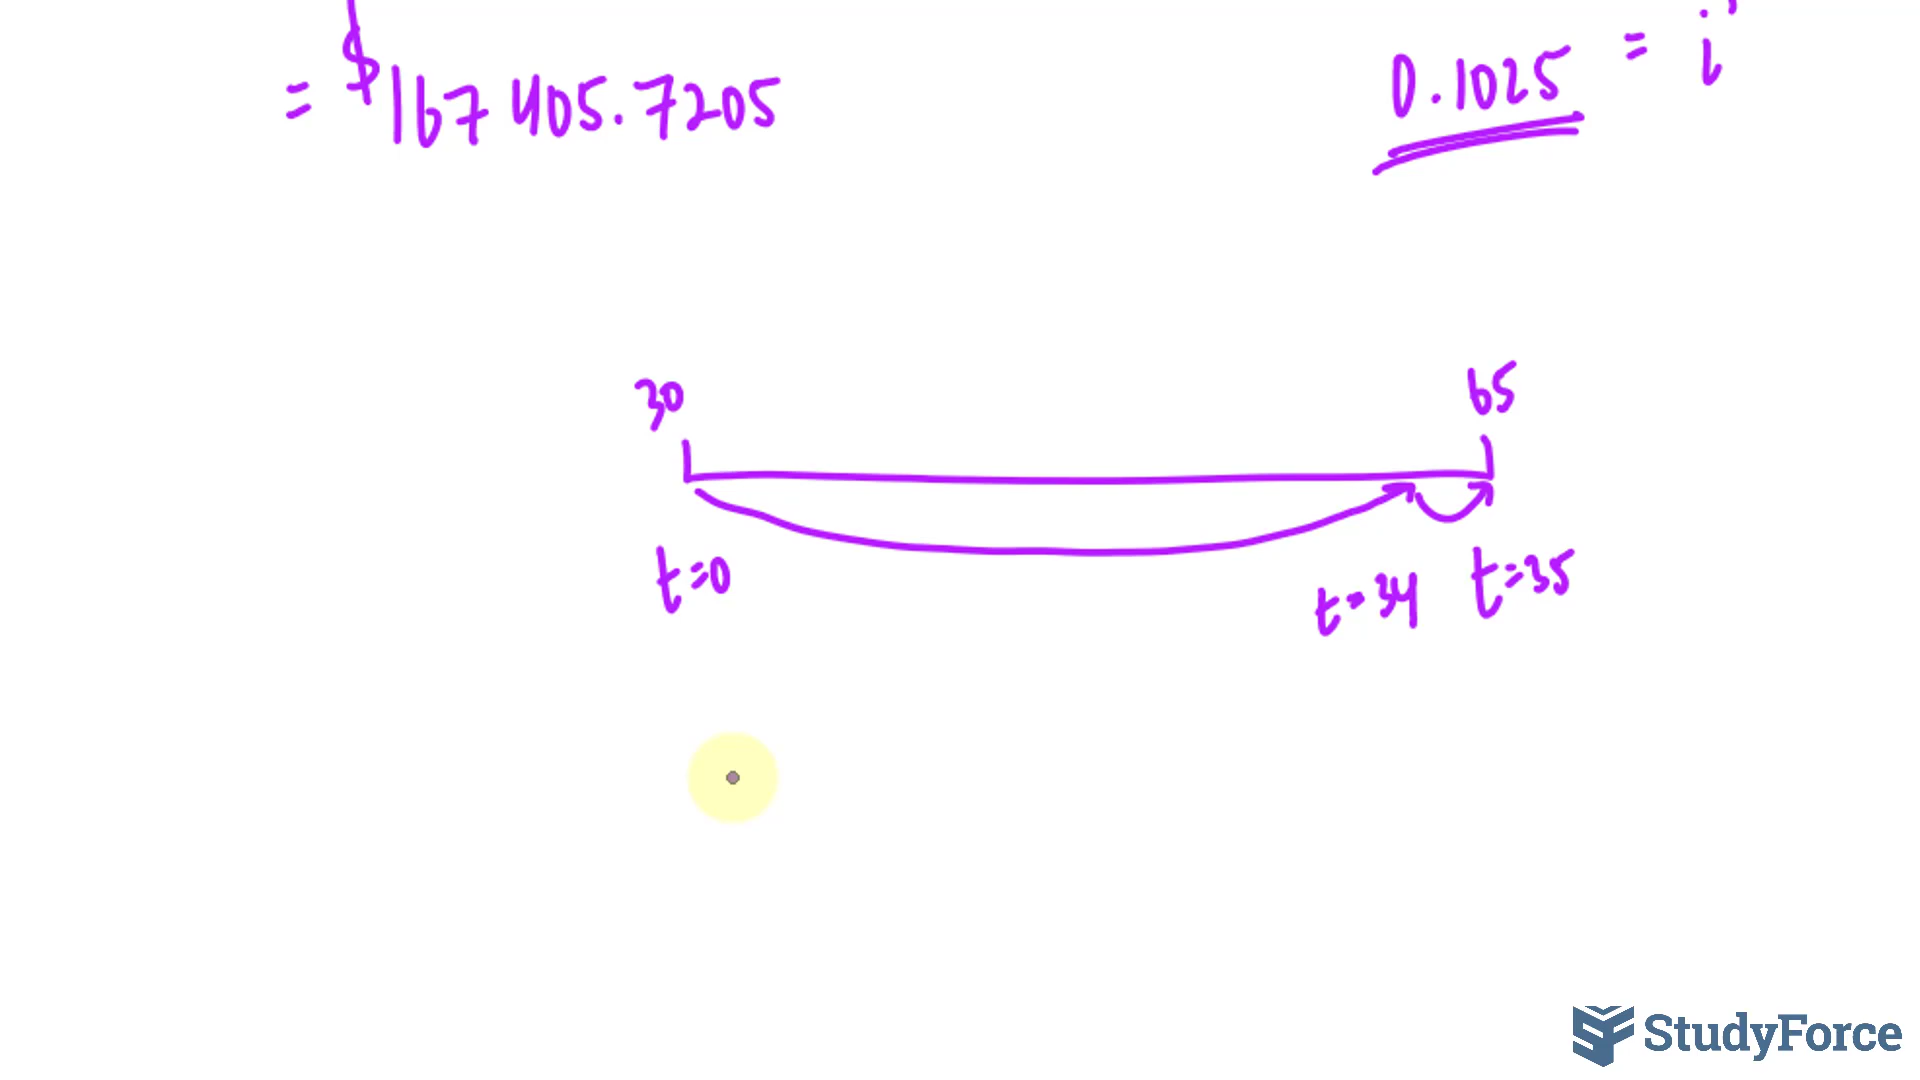 = $167 405.7205
0.1025 = i
30 65
t=0 t=34 t=35
StudyForce